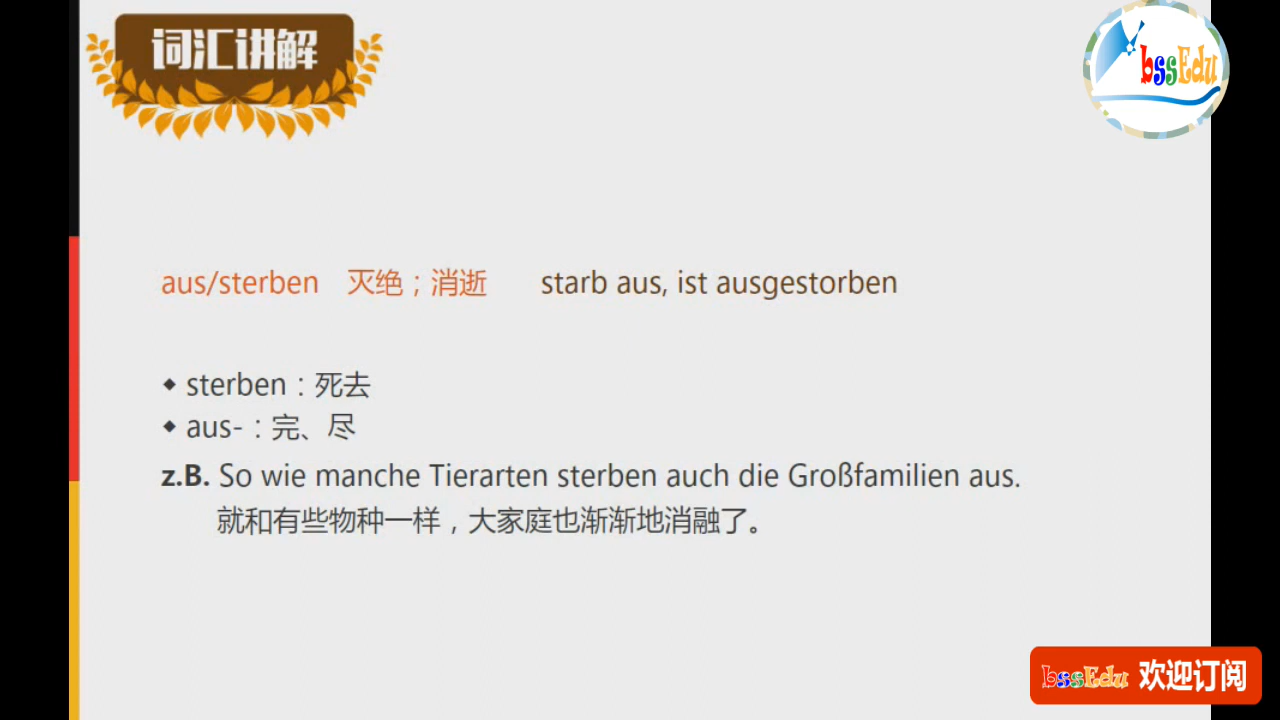 词汇讲解
bssEdu
aus/sterben 灭绝；消逝 starb aus, ist ausgestorben
◆ sterben：死去
◆ aus-：完、尽
z.B. So wie manche Tierarten sterben auch die Großfamilien aus.
就和有些物种一样，大家庭也渐渐地消融了。
bssEdu 欢迎订阅